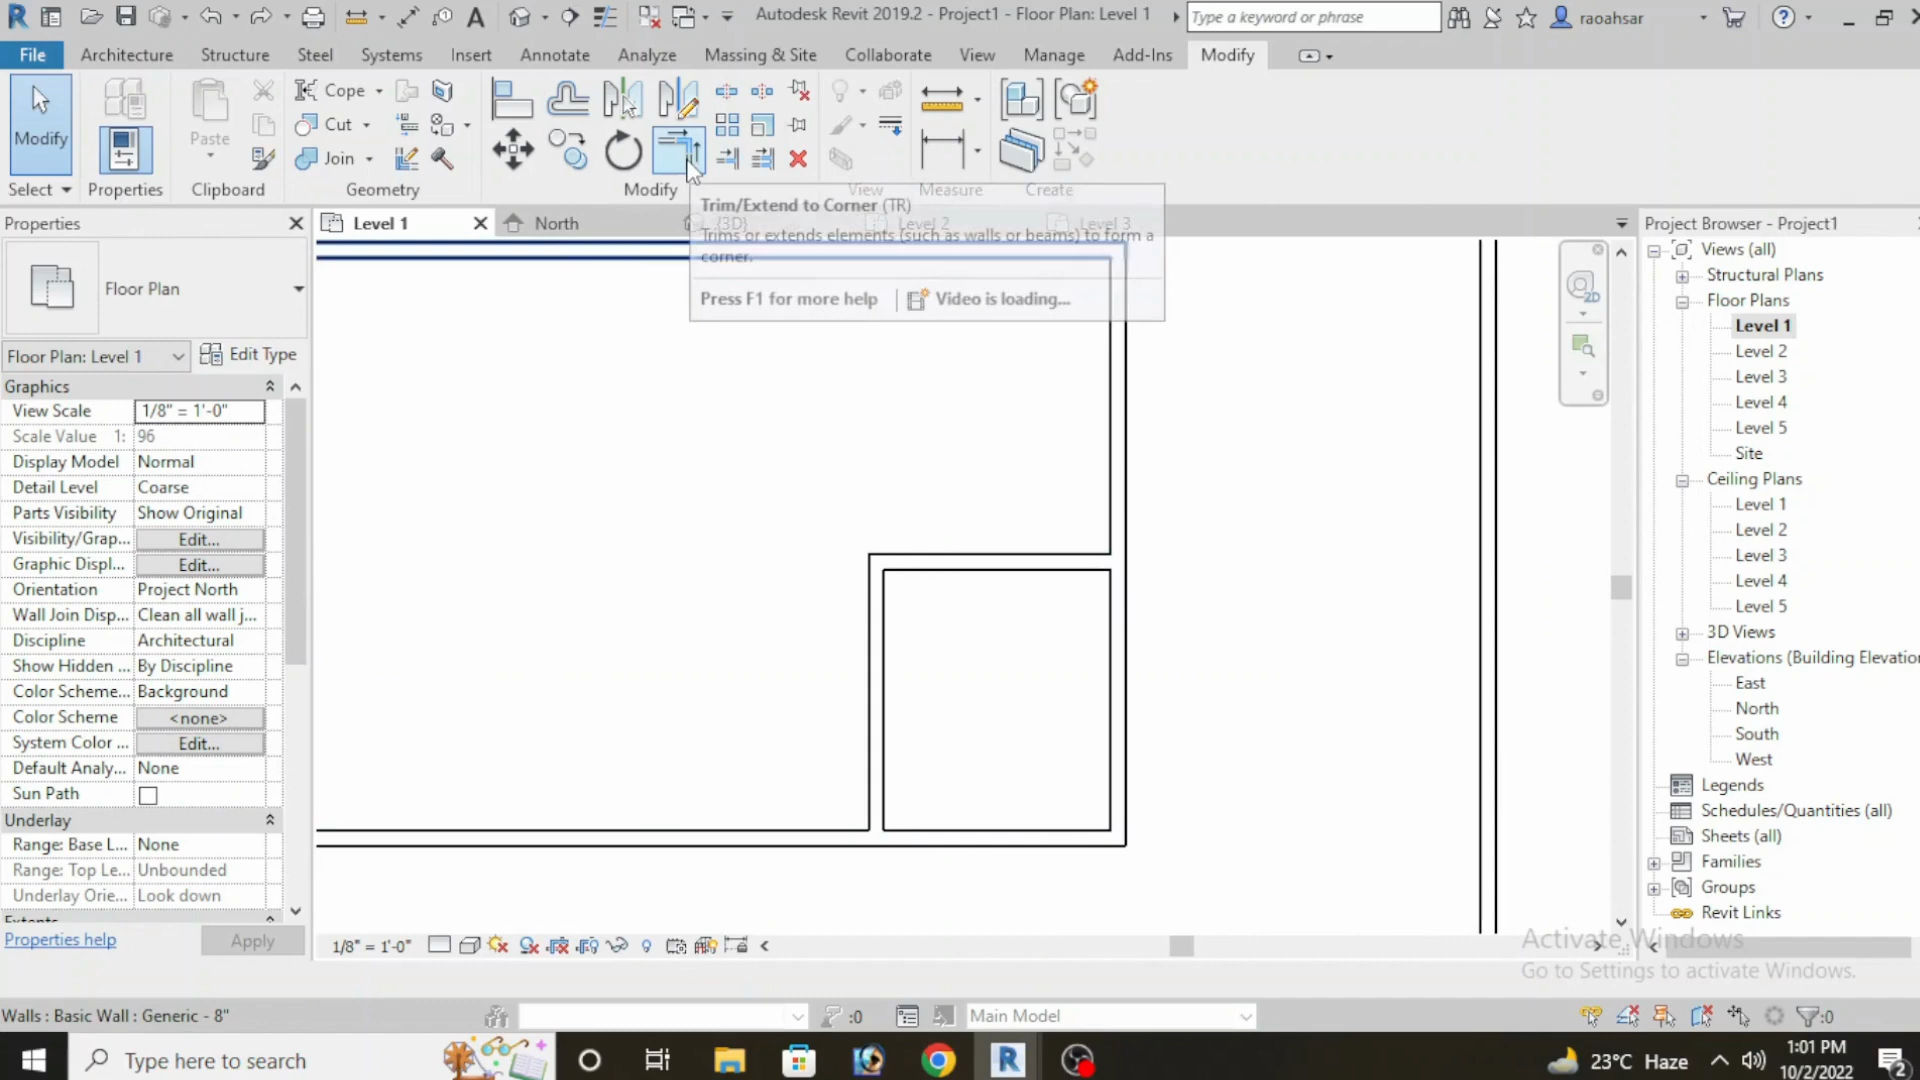 Autodesk Revit 2019.2 - Project1 - Floor Plan: Level 1
Type a keyword or phrase
raoahsar
File
Architecture
Structure
Steel
Systems
Insert
Annotate
Analyze
Massing & Site
Collaborate
View
Manage
Add-Ins
Modify
Modify
Paste
Cope
Cut
Join
Select
Properties
Clipboard
Geometry
Modify
View
Measure
Create
Trim/Extend to Corner (TR)
Trims or extends elements (such as walls or beams) to form a
corner.
Press F1 for more help
Video is loading...
Properties
Level 1
North
{3D}
Level 2
Level 3
Project Browser - Project1
Floor Plan
Floor Plan: Level 1
Edit Type
Graphics
View Scale 1/8" = 1'-0"
Scale Value 1: 96
Display Model Normal
Detail Level Coarse
Parts Visibility Show Original
Visibility/Grap... Edit...
Graphic Displ... Edit...
Orientation Project North
Wall Join Disp... Clean all wall j...
Discipline Architectural
Show Hidden ... By Discipline
Color Scheme... Background
Color Scheme <none>
System Color ... Edit...
Default Analy... None
Sun Path
Underlay
Range: Base L... None
Range: Top Le... Unbounded
Underlay Orie... Look down
Extents
Properties help
Apply
Views (all)
Structural Plans
Floor Plans
Level 1
Level 2
Level 3
Level 4
Level 5
Site
Ceiling Plans
Level 1
Level 2
Level 3
Level 4
Level 5
3D Views
Elevations (Building Elevatio
East
North
South
West
Legends
Schedules/Quantities (all)
Sheets (all)
Families
Groups
Revit Links
2D
1/8" = 1'-0"
Activate Windows
Go to Settings to activate Windows.
Walls : Basic Wall : Generic - 8"
:0
Main Model
:0
Type here to search
23°C Haze
1:01 PM
10/2/2022
2